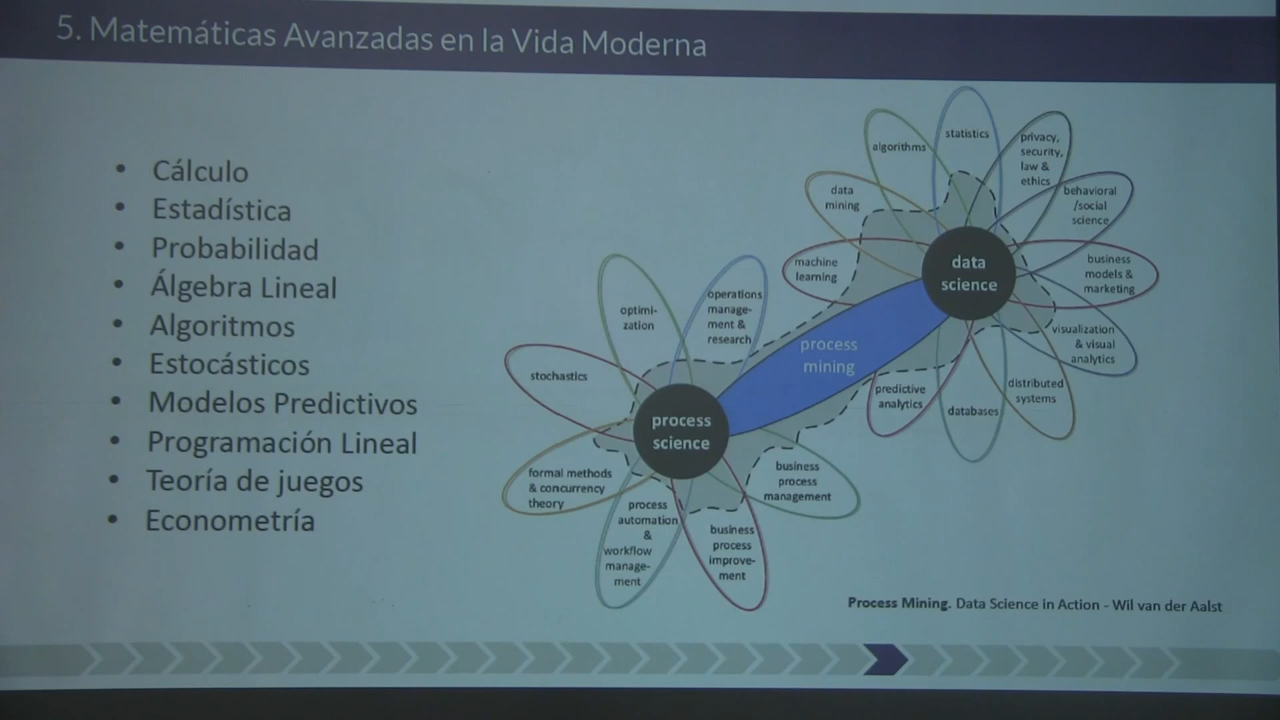 5. Matemáticas Avanzadas en la Vida Moderna
• Cálculo
• Estadística
• Probabilidad
• Álgebra Lineal
• Algoritmos
• Estocásticos
• Modelos Predictivos
• Programación Lineal
• Teoría de juegos
• Econometría
statistics
algorithms
privacy,
security,
law &
ethics
data
mining
behavioral
/social
science
machine
learning
data
science
business
models &
marketing
visualization
& visual
analytics
predictive
analytics
databases
distributed
systems
process
mining
optimi-
zation
operations
manage-
ment &
research
stochastics
process
science
formal methods
& concurrency
theory
process
automation
&
workflow
manage-
ment
business
process
improve-
ment
business
process
management
Process Mining. Data Science in Action - Wil van der Aalst